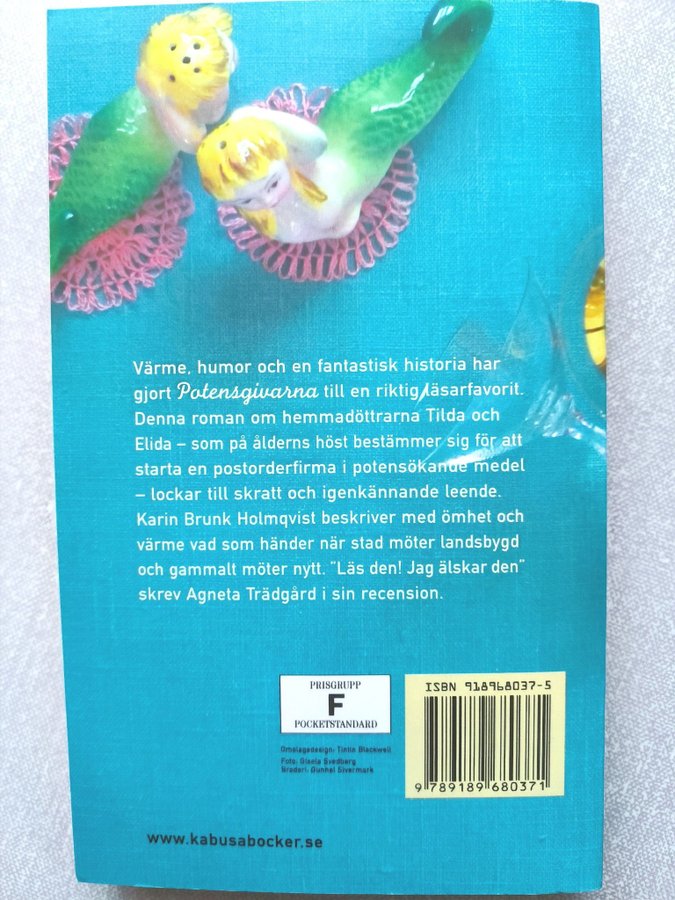 Värme, humor och en fantastisk historia har
gjort Potensgivarna till en riktig läsarfavorit.
Denna roman om hemmadöttrarna Tilda och
Elida – som på ålderns höst bestämmer sig för att
starta en postorderfirma i potensökande medel
– lockar till skratt och igenkännande leende.
Karin Brunk Holmqvist beskriver med ömhet och
värme vad som händer när stad möter landsbygd
och gammalt möter nytt. ”Läs den! Jag älskar den”
skrev Agneta Trädgård i sin recension.
PRISGRUPP
F
POCKETSTANDARD
Omslagsdesign: Tintin Blackwell
Foto: Gisela Svedberg
Broderi: Gunnel Sivermark
ISBN 918968037-5
9 789189 680371
www.kabusabocker.se